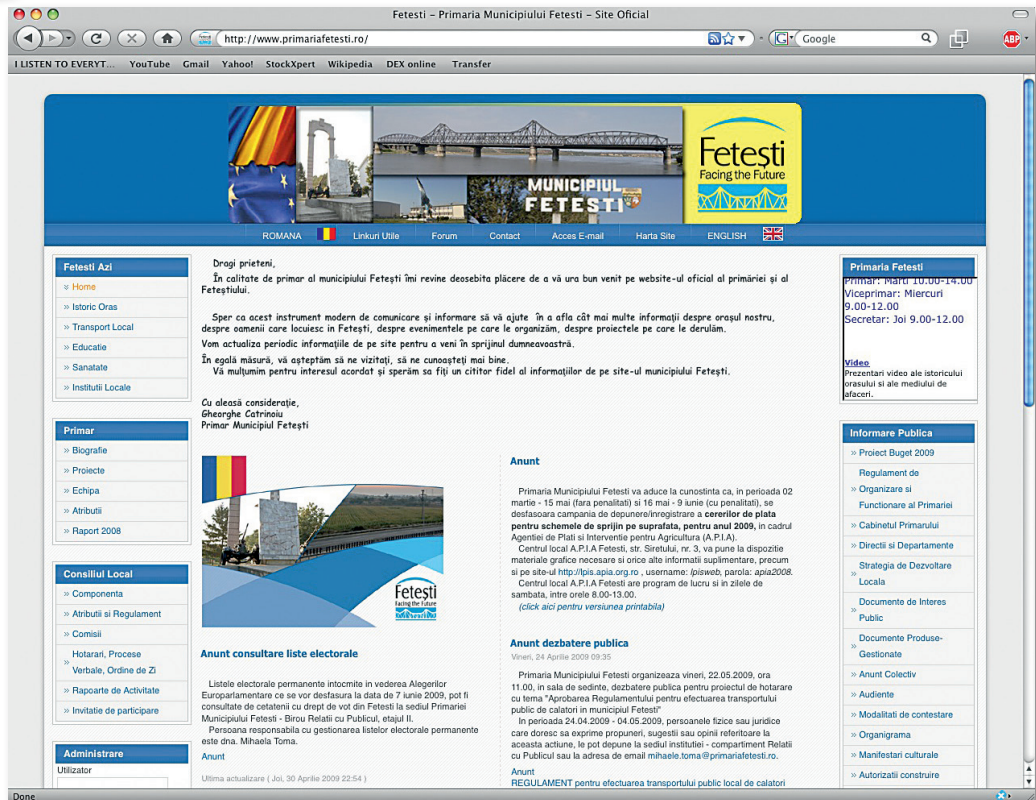 Fetesti – Primaria Municipiului Fetesti – Site Oficial
http://www.primariafetesti.ro/
G
Google
ABP
I LISTEN TO EVERYT...
YouTube
Gmail
Yahoo!
StockXpert
Wikipedia
DEX online
Transfer
MUNICIPIUL
FETESTI
Fetești
Facing the Future
ROMANA
Linkuri Utile
Forum
Contact
Acces E-mail
Harta Site
ENGLISH
Fetesti Azi
» Home
» Istoric Oras
» Transport Local
» Educatie
» Sanatate
» Institutii Locale
Primar
» Biografie
» Proiecte
» Echipa
» Atributii
» Raport 2008
Consiliul Local
» Componenta
» Atributii si Regulament
» Comisii
» Hotarari, Procese
Verbale, Ordine de Zi
» Rapoarte de Activitate
» Invitatie de participare
Administrare
Utilizator
Dragi prieteni,
În calitate de primar al municipiului Fetești îmi revine deosebita plăcere de a vă ura bun venit pe website-ul oficial al primăriei și al
Feteștiului.
Sper ca acest instrument modern de comunicare și informare să vă ajute în a afla cât mai multe informații despre orașul nostru,
despre oamenii care locuiesc in Fetești, despre evenimentele pe care le organizăm, despre proiectele pe care le derulăm.
Vom actualiza periodic informațiile de pe site pentru a veni în sprijinul dumneavoastră.
În egală măsură, vă așteptăm să ne vizitați, să ne cunoașteți mai bine.
Vă mulțumim pentru interesul acordat și sperăm sa fiți un cititor fidel al informațiilor de pe site-ul municipiului Fetești.
Cu aleasă considerație,
Gheorghe Catrinoiu
Primar Municipiul Fetești
Fetești
Facing the Future
Anunt consultare liste electorale
Listele electorale permanente intocmite in vederea Alegerilor
Europarlamentare ce se vor desfasura la data de 7 iunie 2009, pot fi
consultate de cetatenii cu drept de vot din Fetesti la sediul Primariei
Municipiului Fetesti - Birou Relatii cu Publicul, etajul II.
Persoana responsabila cu gestionarea listelor electorale permanente
este dna. Mihaela Toma.
Anunt
Ultima actualizare ( Joi, 30 Aprilie 2009 22:54 )
Anunt
Primaria Municipiului Fetesti va aduce la cunostinta ca, in perioada 02
martie - 15 mai (fara penalitati) si 16 mai - 9 iunie (cu penalitati), se
desfasoara campania de depunere/inregistrare a cererilor de plata
pentru schemele de sprijin pe suprafata, pentru anul 2009, in cadrul
Agentiei de Plati si Interventie pentru Agricultura (A.P.I.A).
Centrul local A.P.I.A Fetesti, str. Siretului, nr. 3, va pune la dispozitie
materiale grafice necesare si orice alte informatii suplimentare, precum
si pe site-ul http://lpis.apia.org.ro , username: lpisweb, parola: apia2008.
Centrul local A.P.I.A Fetesti are program de lucru si in zilele de
sambata, intre orele 8.00-13.00.
(click aici pentru versiunea printabila)
Anunt dezbatere publica
Vineri, 24 Aprilie 2009 09:35
Primaria Municipiului Fetesti organizeaza vineri, 22.05.2009, ora
11.00, in sala de sedinte, dezbatere publica pentru proiectul de hotarare
cu tema "Aprobarea Regulamentului pentru efectuarea transportului
public de calatori in municipiul Fetesti"
In perioada 24.04.2009 - 04.05.2009, persoanele fizice sau juridice
care doresc sa exprime propuneri, sugestii sau opinii referitoare la
aceasta actiune, le pot depune la sediul institutiei - compartiment Relatii
cu Publicul sau la adresa de email mihaele.toma@primariafetesti.ro.
Anunt
REGULAMENT pentru efectuarea transportului public local de calatori
Primaria Fetesti
Primar: Marti 10.00-14.00
Viceprimar: Miercuri
9.00-12.00
Secretar: Joi 9.00-12.00
Video
Prezentari video ale istoricului
orasului si ale mediului de
afaceri.
Informare Publica
» Proiect Buget 2009
Regulament de
» Organizare si
Functionare al Primariei
» Cabinetul Primarului
» Directii si Departamente
Strategia de Dezvoltare
» Locala
Documente de Interes
» Public
Documente Produse-
» Gestionate
» Anunt Colectiv
» Audiente
» Modalitati de contestare
» Organigrama
» Manifestari culturale
» Autorizatii construire
Done